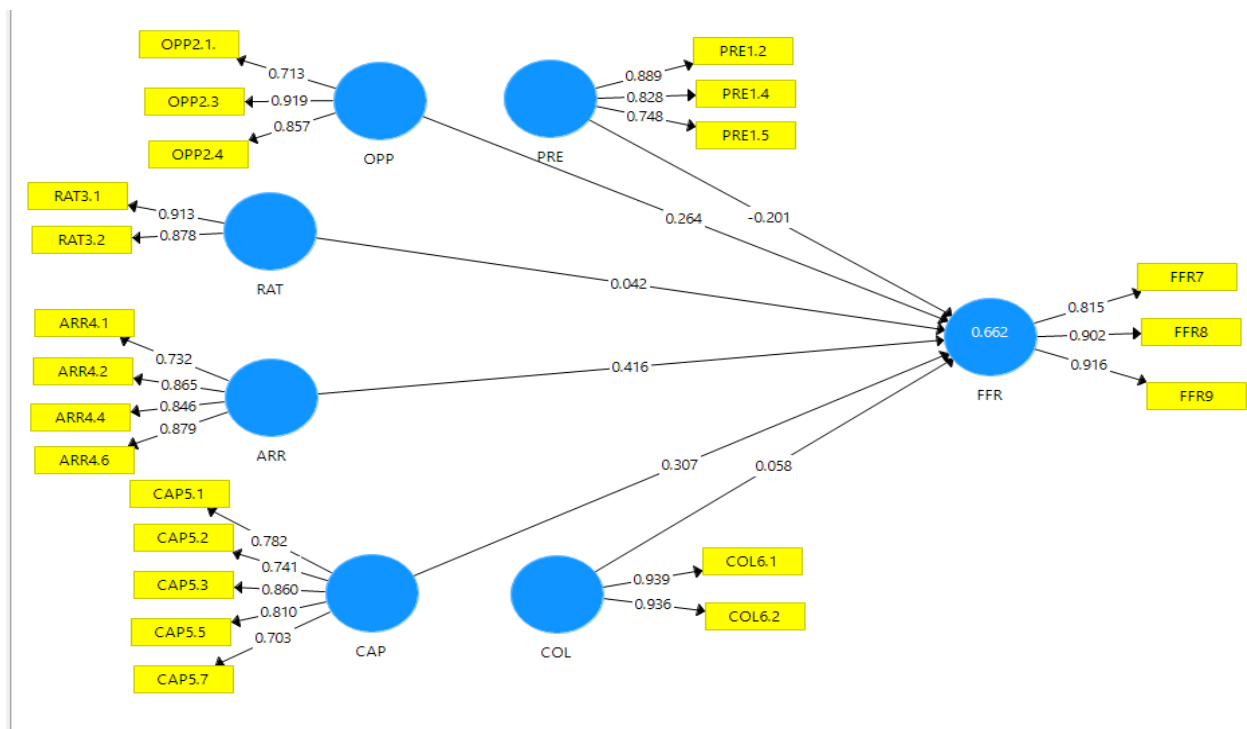 OPP2.1.
0.713
OPP2.3
0.919
OPP2.4
0.857
OPP
PRE1.2
0.889
PRE1.4
0.828
PRE1.5
0.748
PRE
RAT3.1
0.913
RAT3.2
0.878
RAT
0.264
-0.201
0.042
ARR4.1
0.732
ARR4.2
0.865
ARR4.4
0.846
ARR4.6
0.879
ARR
0.416
0.662
FFR
FFR7
0.815
FFR8
0.902
FFR9
0.916
CAP5.1
0.782
CAP5.2
0.741
CAP5.3
0.860
CAP5.5
0.810
CAP5.7
0.703
CAP
0.307
0.058
COL6.1
0.939
COL6.2
0.936
COL